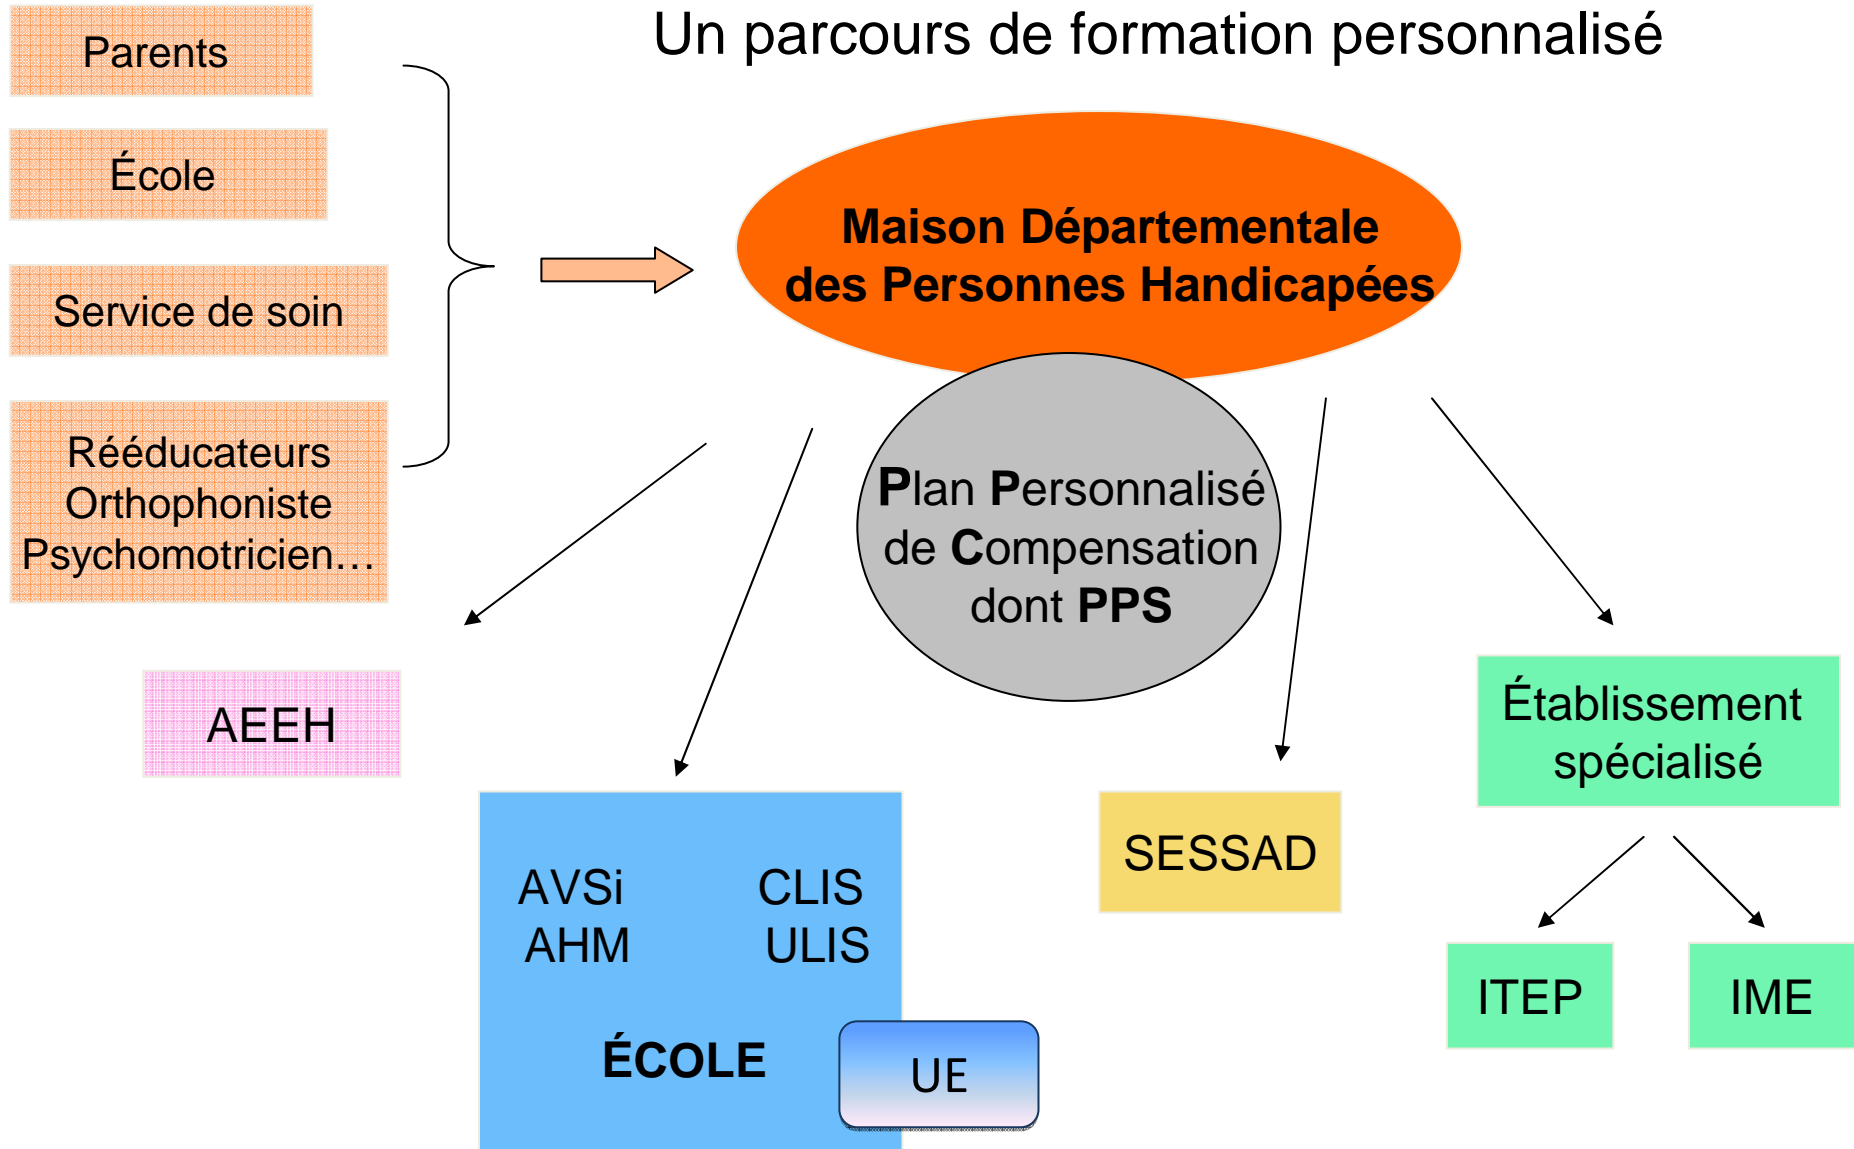 Un parcours de formation personnalisé
Parents
École
Service de soin
Rééducateurs
Orthophoniste
Psychomotricien…
Maison Départementale
des Personnes Handicapées
Plan Personnalisé
de Compensation
dont PPS
AEEH
AVSi CLIS
AHM ULIS
ÉCOLE
UE
SESSAD
Établissement
spécialisé
ITEP
IME